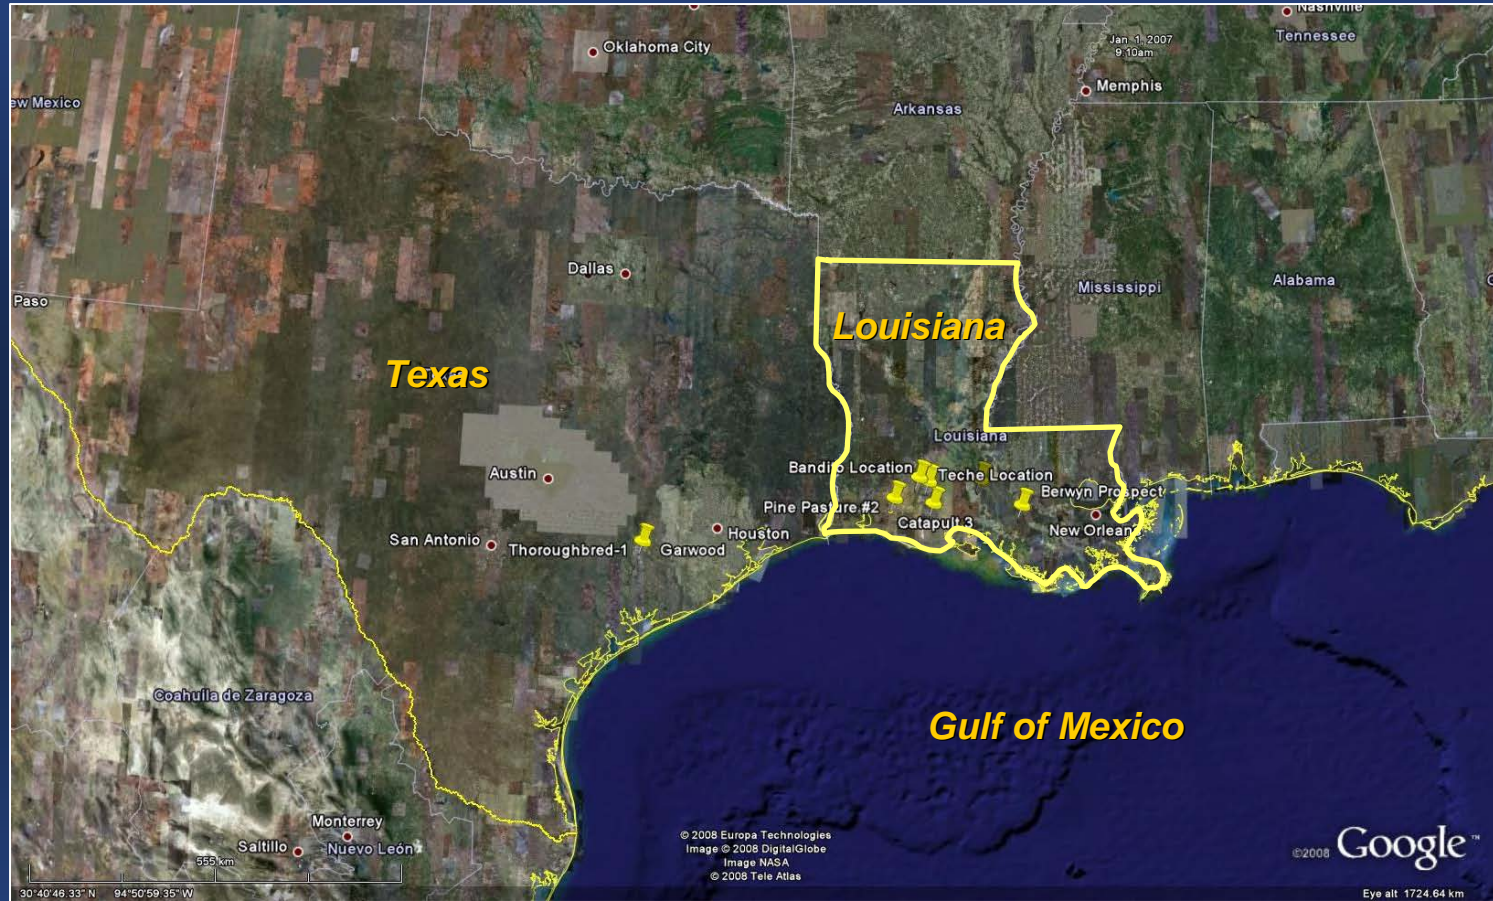 Nashville
Tennessee
Jan. 1, 2007
9:10am
Oklahoma City
Memphis
ew Mexico
Arkansas
Dallas
Mississippi
Alabama
Paso
Louisiana
Texas
Louisiana
Bandito Location
Teche Location
Austin
Berwyn Prospect
Pine Pasture #2
Catapult 3
New Orlean
Houston
San Antonio
Thoroughbred-1
Garwood
Coahuila de Zaragoza
Gulf of Mexico
Monterrey
Saltillo
Nuevo León
555 km
© 2008 Europa Technologies
Image © 2008 DigitalGlobe
Image NASA
© 2008 Tele Atlas
©2008 Google™
30°40'46.33" N 94°50'59.35" W
Eye alt 1724.64 km